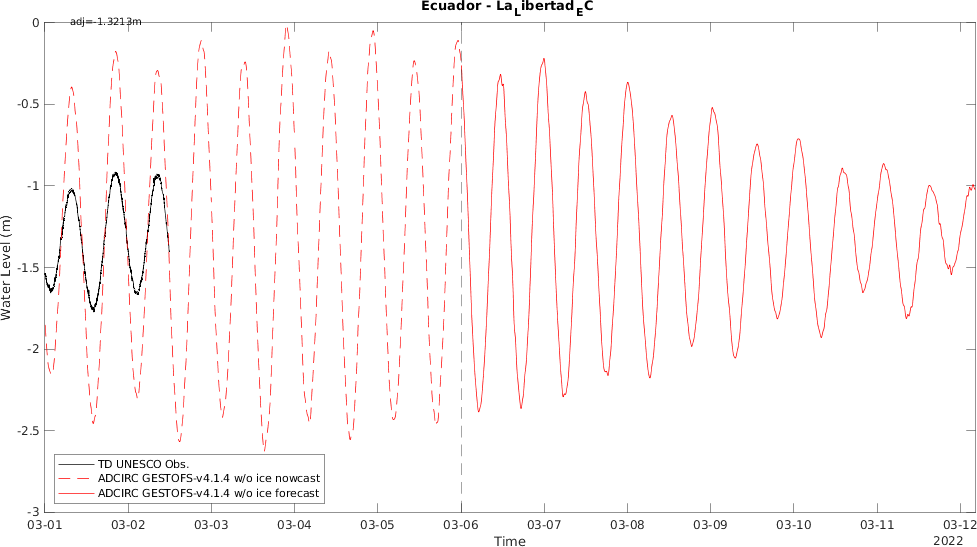 Ecuador - LaLibertadEC
adj=-1.3213m
0
-0.5
-1
-1.5
-2
-2.5
-3
Water Level (m)
TD UNESCO Obs.
ADCIRC GESTOFS-v4.1.4 w/o ice nowcast
ADCIRC GESTOFS-v4.1.4 w/o ice forecast
03-01 03-02 03-03 03-04 03-05 03-06 03-07 03-08 03-09 03-10 03-11 03-12
Time
2022